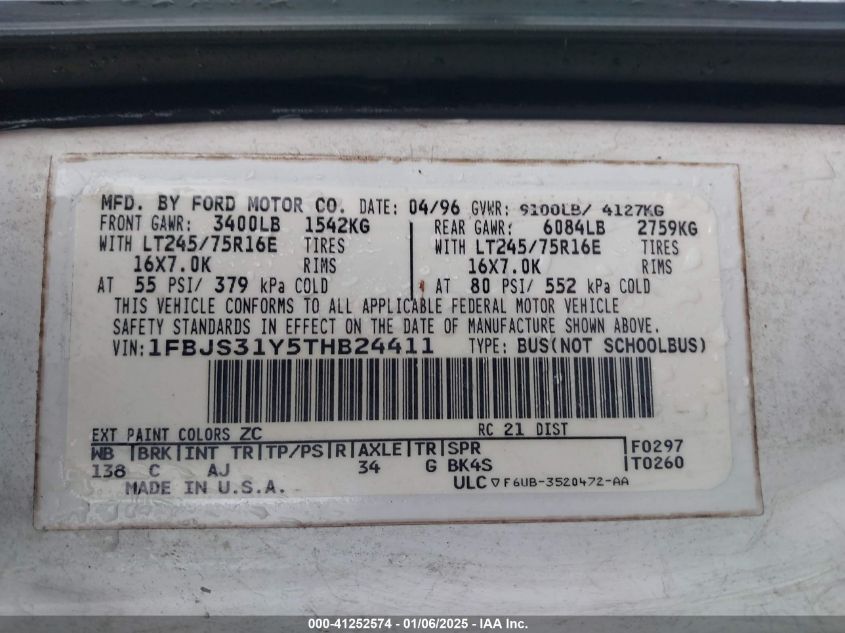 MFD. BY FORD MOTOR CO. DATE: 04/96 GVWR: 9100LB/ 4127KG
FRONT GAWR: 3400LB 1542KG REAR GAWR: 6084LB 2759KG
WITH LT245/75R16E TIRES WITH LT245/75R16E TIRES
16X7.0K RIMS 16X7.0K RIMS
AT 55 PSI/ 379 kPa COLD AT 80 PSI/ 552 kPa COLD
THIS VEHICLE CONFORMS TO ALL APPLICABLE FEDERAL MOTOR VEHICLE
SAFETY STANDARDS IN EFFECT ON THE DATE OF MANUFACTURE SHOWN ABOVE.
VIN: 1FBJS31Y5THB24411 TYPE: BUS(NOT SCHOOLBUS)
EXT PAINT COLORS ZC RC 21 DIST
WB |BRK|INT TR|TP/PS|R|AXLE|TR|SPR |F0297
138 C AJ 34 G BK4S |T0260
MADE IN U.S.A. ULC ▽ F6UB-3520472-AA
000-41252574 - 01/06/2025 - IAA Inc.